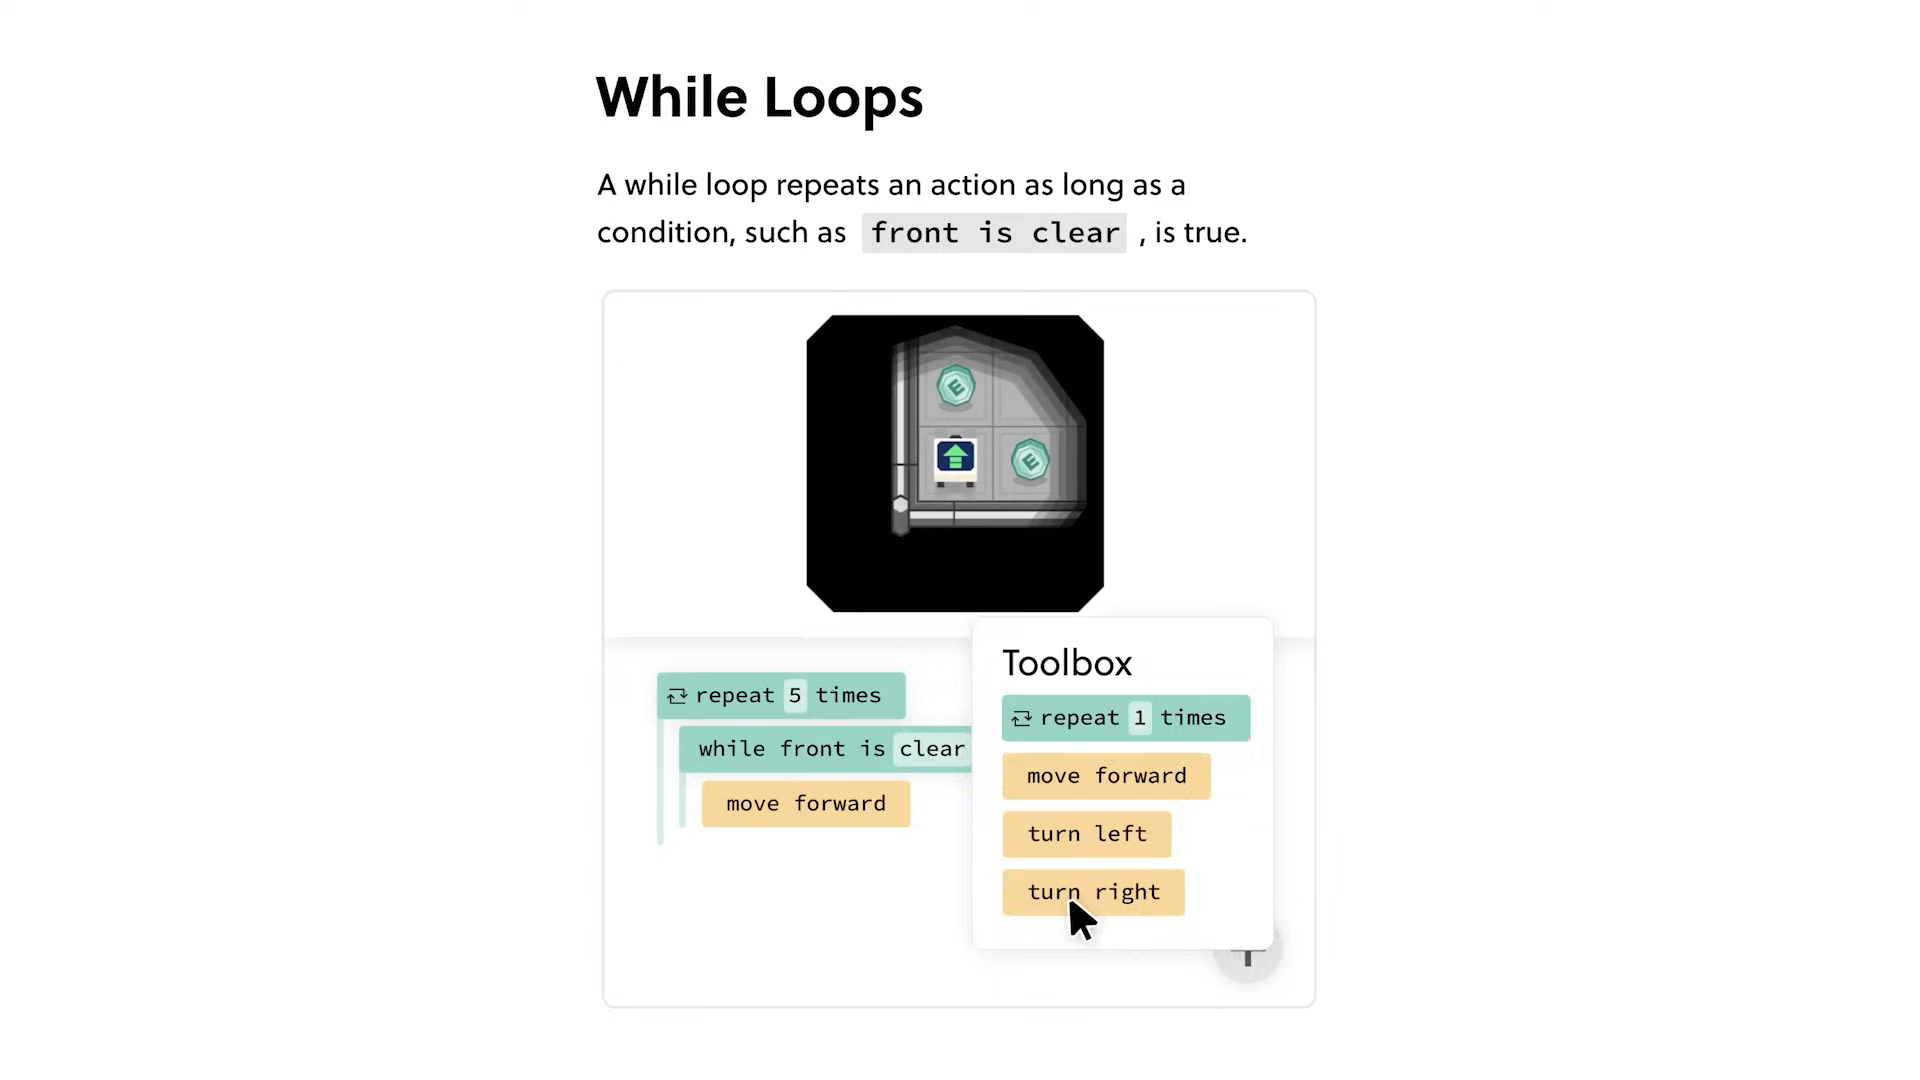 While Loops
A while loop repeats an action as long as a
condition, such as front is clear , is true.
E
E
repeat 5 times
while front is clear
move forward
Toolbox
repeat 1 times
move forward
turn left
turn right